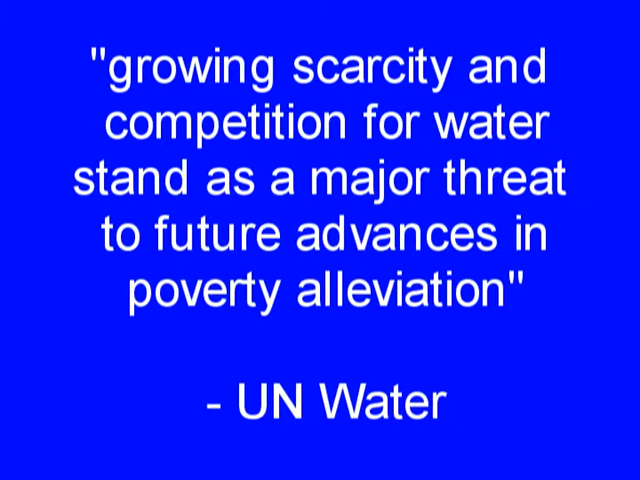 "growing scarcity and
competition for water
stand as a major threat
to future advances in
poverty alleviation"
- UN Water